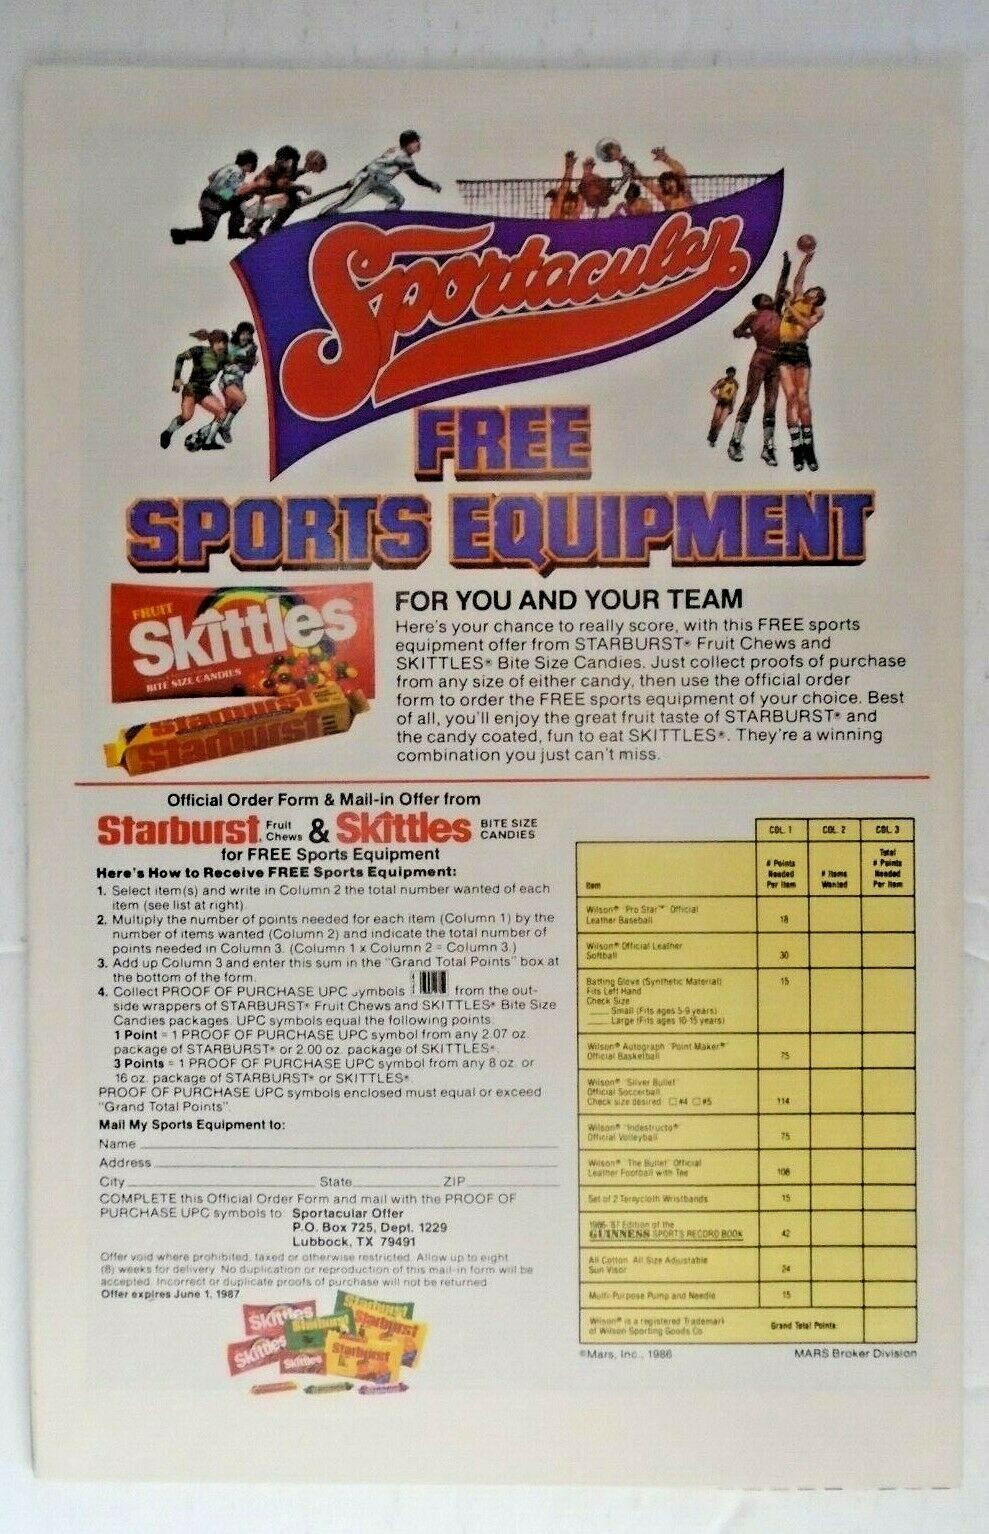 Sportacular
FREE
SPORTS EQUIPMENT
FRUIT
Skittles
BITE SIZE CANDIES
Starburst
Starburst
FOR YOU AND YOUR TEAM
Here's your chance to really score, with this FREE sports
equipment offer from STARBURST® Fruit Chews and
SKITTLES® Bite Size Candies. Just collect proofs of purchase
from any size of either candy, then use the official order
form to order the FREE sports equipment of your choice. Best
of all, you'll enjoy the great fruit taste of STARBURST® and
the candy coated, fun to eat SKITTLES®. They're a winning
combination you just can't miss.
Official Order Form & Mail-in Offer from
Starburst® Fruit Chews & Skittles BITE SIZE CANDIES
for FREE Sports Equipment
Here's How to Receive FREE Sports Equipment:
1. Select item(s) and write in Column 2 the total number wanted of each
item (see list at right).
2. Multiply the number of points needed for each item (Column 1) by the
number of items wanted (Column 2) and indicate the total number of
points needed in Column 3. (Column 1 x Column 2 = Column 3.)
3. Add up Column 3 and enter this sum in the "Grand Total Points" box at
the bottom of the form.
4. Collect PROOF OF PURCHASE UPC symbols from the out-
side wrappers of STARBURST® Fruit Chews and SKITTLES® Bite Size
Candies packages. UPC symbols equal the following points:
1 Point = 1 PROOF OF PURCHASE UPC symbol from any 2.07 oz.
package of STARBURST® or 2.00 oz. package of SKITTLES®.
3 Points = 1 PROOF OF PURCHASE UPC symbol from any 8 oz. or
16 oz. package of STARBURST® or SKITTLES®
PROOF OF PURCHASE UPC symbols enclosed must equal or exceed
"Grand Total Points".
Mail My Sports Equipment to:
Name
Address
City State ZIP
COMPLETE this Official Order Form and mail with the PROOF OF
PURCHASE UPC symbols to: Sportacular Offer
P.O. Box 725, Dept. 1229
Lubbock, TX 79491
Offer void where prohibited, taxed or otherwise restricted. Allow up to eight
(8) weeks for delivery. No duplication or reproduction of this mail-in form will be
accepted. Incorrect or duplicate proofs of purchase will not be returned.
Offer expires June 1, 1987
Skittles
Starburst
Starburst
Starburst
Skittles
Skittles
Starburst
COL. 1 COL. 2 COL. 3
Item # Points Needed Per Item # Items Wanted Total # Points Needed Per Item
Wilson® "Pro Star"™ Official
Leather Baseball 18
Wilson® Official Leather
Softball 30
Batting Glove (Synthetic Material) 15
Fits Left Hand
Check Size
____ Small (Fits ages 5-9 years)
____ Large (Fits ages 10-15 years)
Wilson® Autograph "Point Maker"®
Official Basketball 75
Wilson® "Silver Bullet"
Official Soccerball
Check size desired □ #4 □ #5 114
Wilson® "Indestructo"®
Official Volleyball 75
Wilson® "The Bullet" Official
Leather Football with Tee 108
Set of 2 Terrycloth Wristbands 15
1986-'87 Edition of the
GUINNESS SPORTS RECORD BOOK 42
All Cotton All Size Adjustable
Sun Visor 24
Multi-Purpose Pump and Needle 15
Wilson® is a registered Trademark
of Wilson Sporting Goods Co. Grand Total Points:
©Mars, Inc., 1986 MARS Broker Division